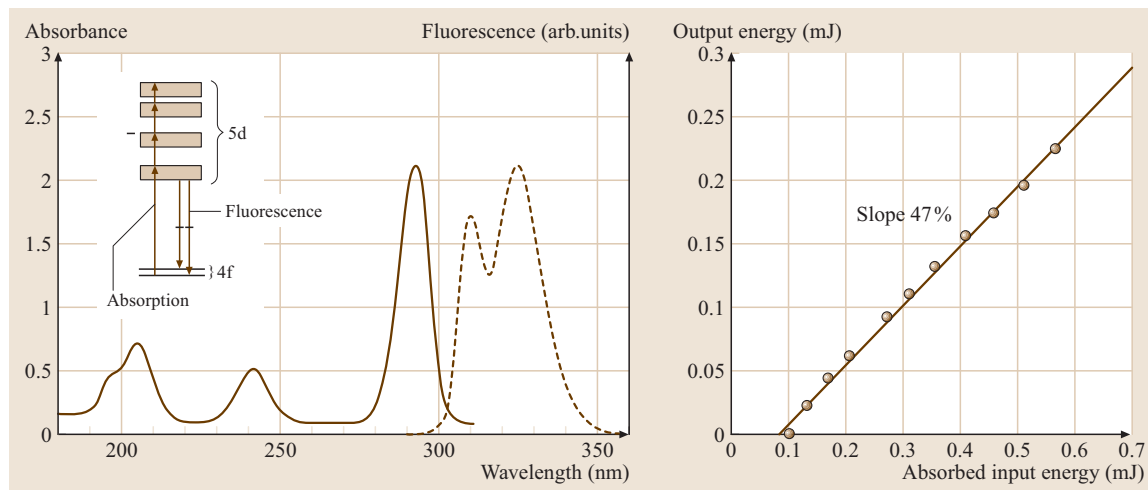 Absorbance
Fluorescence (arb.units)
3
2.5
2
1.5
1
0.5
0
5d
Fluorescence
}4f
Absorption
200
250
300
350
Wavelength (nm)
Output energy (mJ)
0.3
0.25
0.2
0.15
0.1
0.05
0
Slope 47%
0
0.1
0.2
0.3
0.4
0.5
0.6
0.7
Absorbed input energy (mJ)